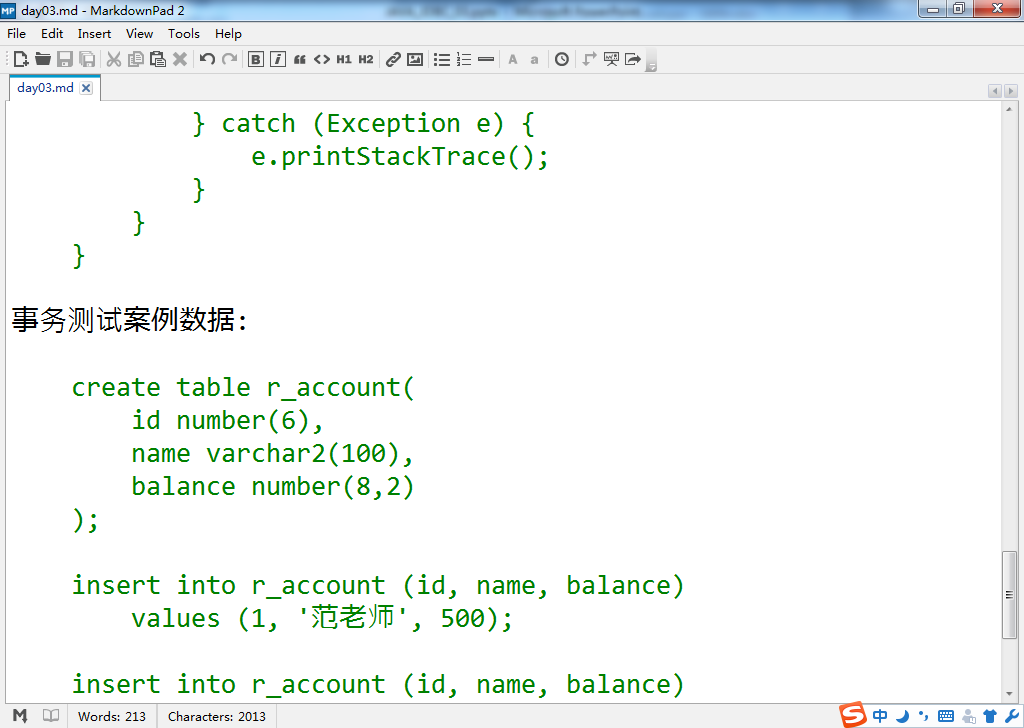 day03.md - MarkdownPad 2
File Edit Insert View Tools Help
B i “ <> H1 H2 A a
day03.md
} catch (Exception e) {
e.printStackTrace();
}
}
}
事务测试案例数据:
create table r_account(
id number(6),
name varchar2(100),
balance number(8,2)
);
insert into r_account (id, name, balance)
values (1, '范老师', 500);
insert into r_account (id, name, balance)
Words: 213 Characters: 2013
中